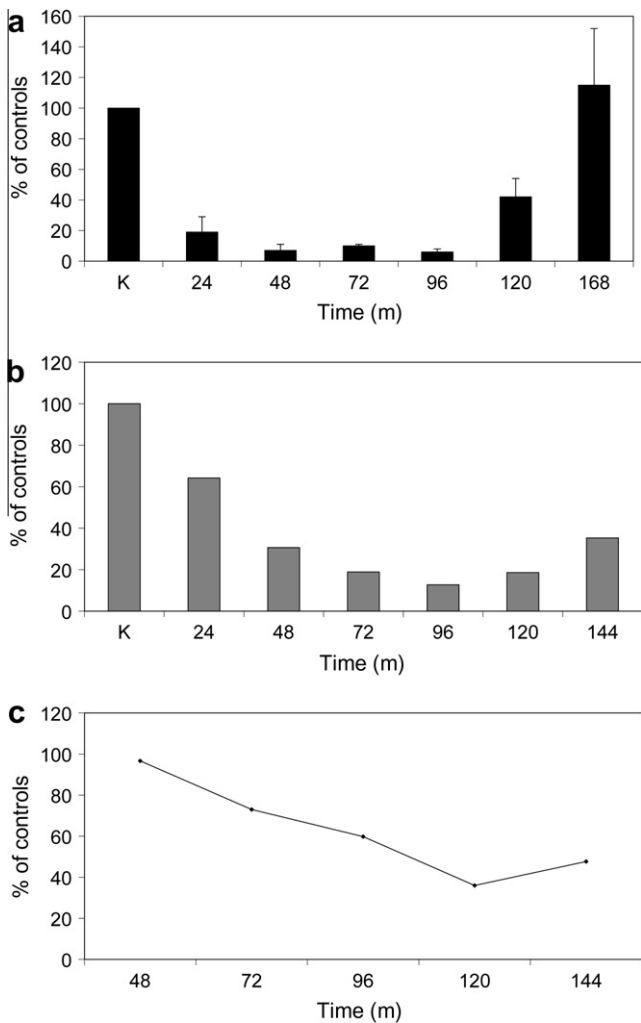 a
% of controls
160
140
120
100
80
60
40
20
0
K 24 48 72 96 120 168
Time (m)
b
% of controls
120
100
80
60
40
20
0
K 24 48 72 96 120 144
Time (m)
c
% of controls
120
100
80
60
40
20
0
48 72 96 120 144
Time (m)